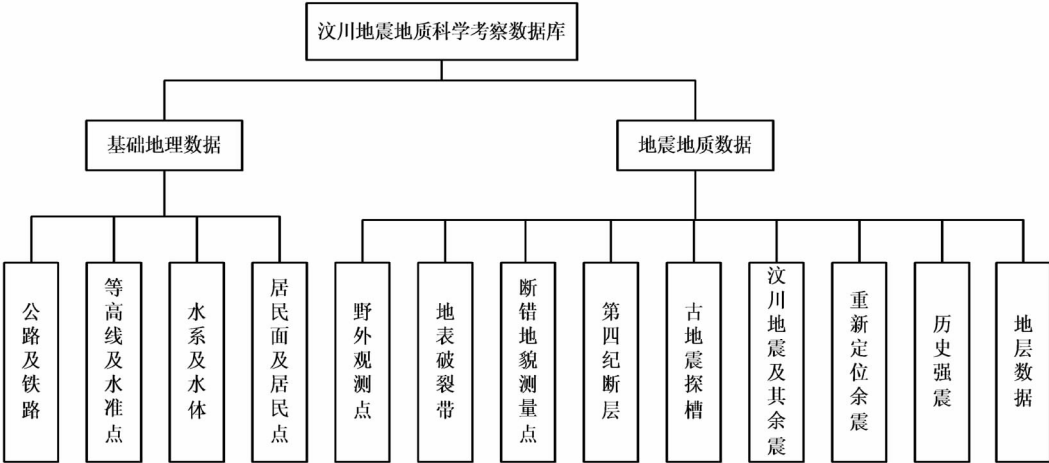 汶川地震地质科学考察数据库
基础地理数据
地震地质数据
公路及铁路
等高线及水准点
水系及水体
居民面及居民点
野外观测点
地表破裂带
断错地貌测量点
第四纪断层
古地震探槽
汶川地震及其余震
重新定位余震
历史强震
地层数据